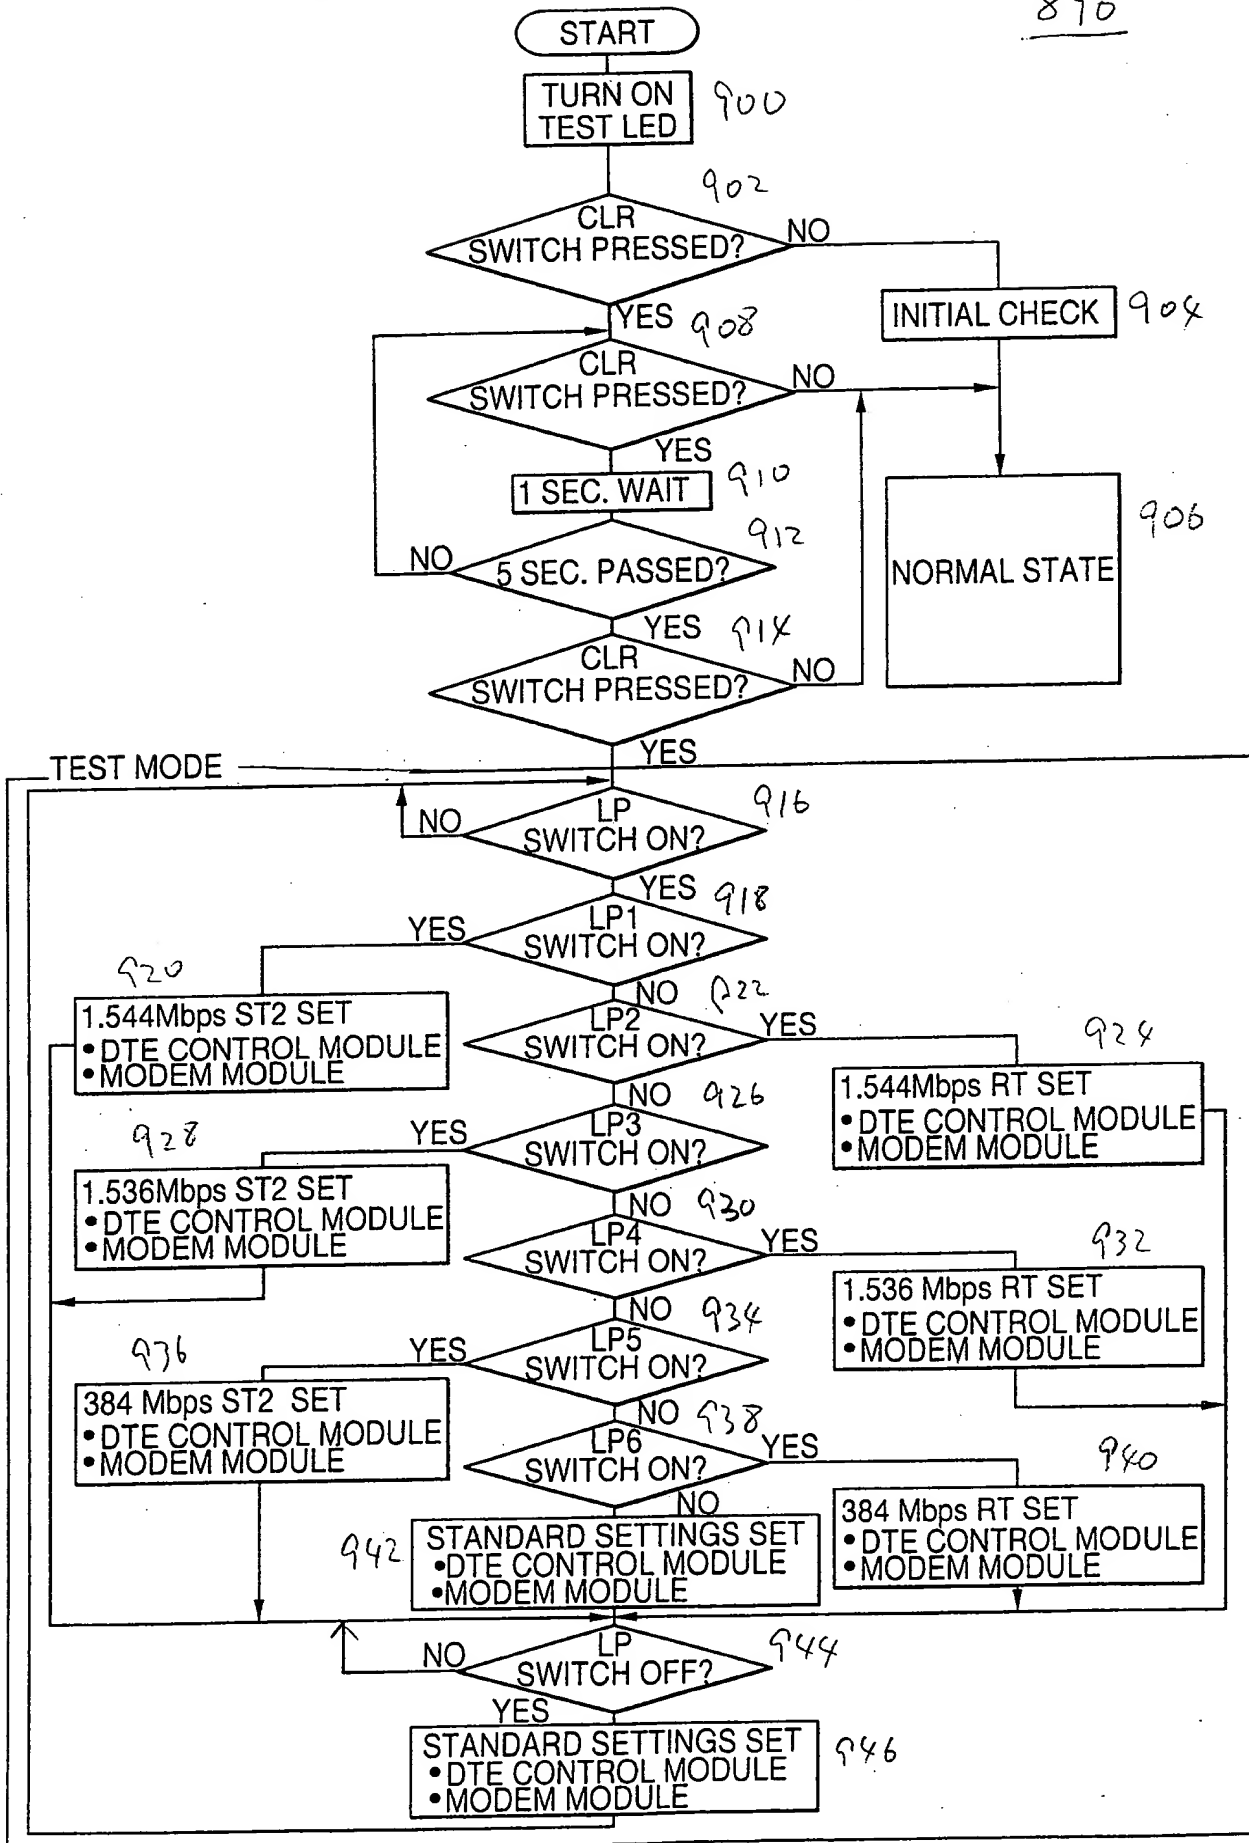 890
START
TURN ON
TEST LED
900
902
CLR
SWITCH PRESSED?
NO
YES
908
INITIAL CHECK
904
CLR
SWITCH PRESSED?
NO
YES
1 SEC. WAIT
910
906
NORMAL STATE
912
NO
5 SEC. PASSED?
YES
914
CLR
SWITCH PRESSED?
NO
YES
TEST MODE
916
LP
SWITCH ON?
NO
YES
918
LP1
SWITCH ON?
YES
920
1.544Mbps ST2 SET
•DTE CONTROL MODULE
•MODEM MODULE
NO
922
LP2
SWITCH ON?
YES
924
1.544Mbps RT SET
•DTE CONTROL MODULE
•MODEM MODULE
NO
926
LP3
SWITCH ON?
YES
928
1.536Mbps ST2 SET
•DTE CONTROL MODULE
•MODEM MODULE
NO
930
LP4
SWITCH ON?
YES
932
1.536 Mbps RT SET
•DTE CONTROL MODULE
•MODEM MODULE
NO
934
LP5
SWITCH ON?
YES
936
384 Mbps ST2 SET
•DTE CONTROL MODULE
•MODEM MODULE
NO
938
LP6
SWITCH ON?
YES
940
384 Mbps RT SET
•DTE CONTROL MODULE
•MODEM MODULE
NO
942
STANDARD SETTINGS SET
•DTE CONTROL MODULE
•MODEM MODULE
944
LP
SWITCH OFF?
NO
YES
STANDARD SETTINGS SET
•DTE CONTROL MODULE
•MODEM MODULE
946